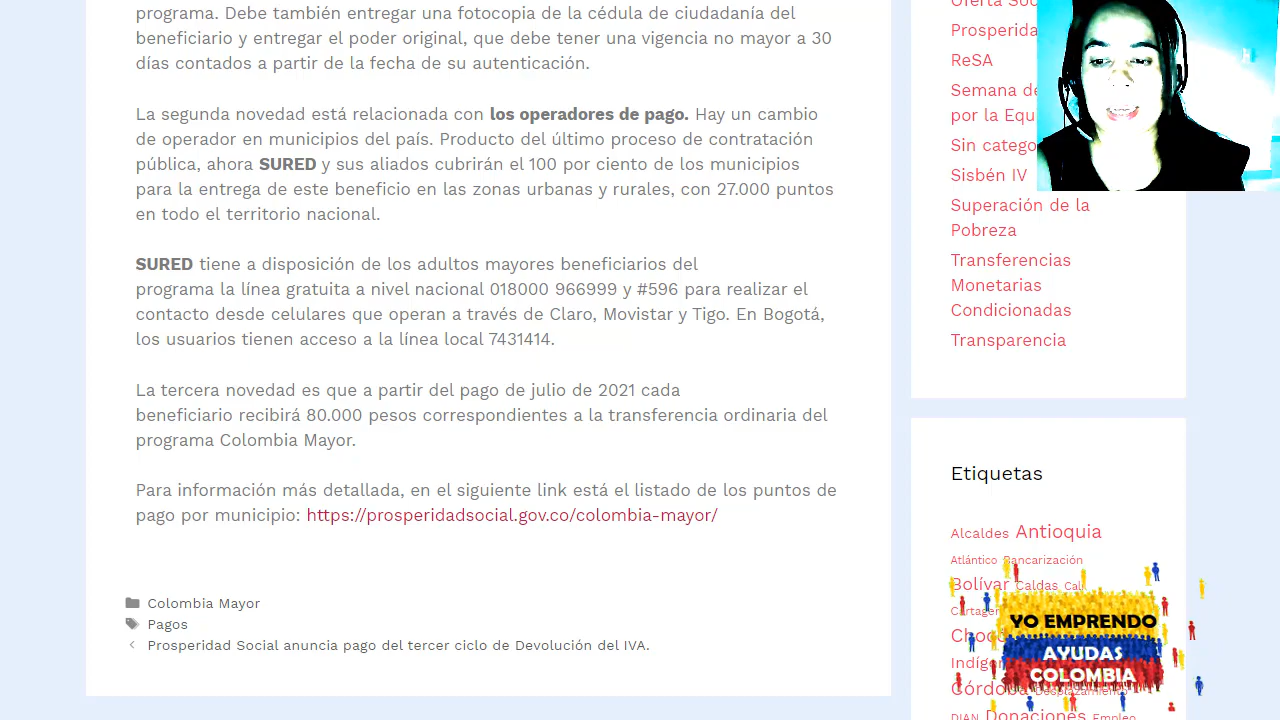 programa. Debe también entregar una fotocopia de la cédula de ciudadanía del
beneficiario y entregar el poder original, que debe tener una vigencia no mayor a 30
días contados a partir de la fecha de su autenticación.
La segunda novedad está relacionada con los operadores de pago. Hay un cambio
de operador en municipios del país. Producto del último proceso de contratación
pública, ahora SURED y sus aliados cubrirán el 100 por ciento de los municipios
para la entrega de este beneficio en las zonas urbanas y rurales, con 27.000 puntos
en todo el territorio nacional.
SURED tiene a disposición de los adultos mayores beneficiarios del
programa la línea gratuita a nivel nacional 018000 966999 y #596 para realizar el
contacto desde celulares que operan a través de Claro, Movistar y Tigo. En Bogotá,
los usuarios tienen acceso a la línea local 7431414.
La tercera novedad es que a partir del pago de julio de 2021 cada
beneficiario recibirá 80.000 pesos correspondientes a la transferencia ordinaria del
programa Colombia Mayor.
Para información más detallada, en el siguiente link está el listado de los puntos de
pago por municipio: https://prosperidadsocial.gov.co/colombia-mayor/
Colombia Mayor
Pagos
Prosperidad Social anuncia pago del tercer ciclo de Devolución del IVA.
Oferta
ReSA
Semana de
por la
Sin
Sisbén IV
Superación de la
Pobreza
Transferencias
Monetarias
Condicionadas
Transparencia
Etiquetas
Alcaldes Antioquia
Atlántico Bancarización
Bolívar Caldas
Córdoba Desplazamiento
DIAN Donaciones Empleo
YO EMPRENDO
AYUDAS
COLOMBIA